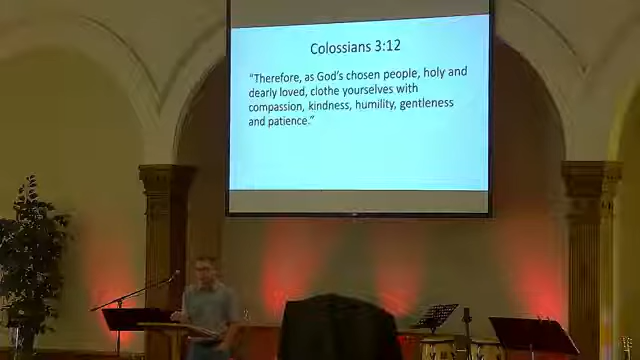 Colossians 3:12
“Therefore, as God’s chosen people, holy and
dearly loved, clothe yourselves with
compassion, kindness, humility, gentleness
and patience.”